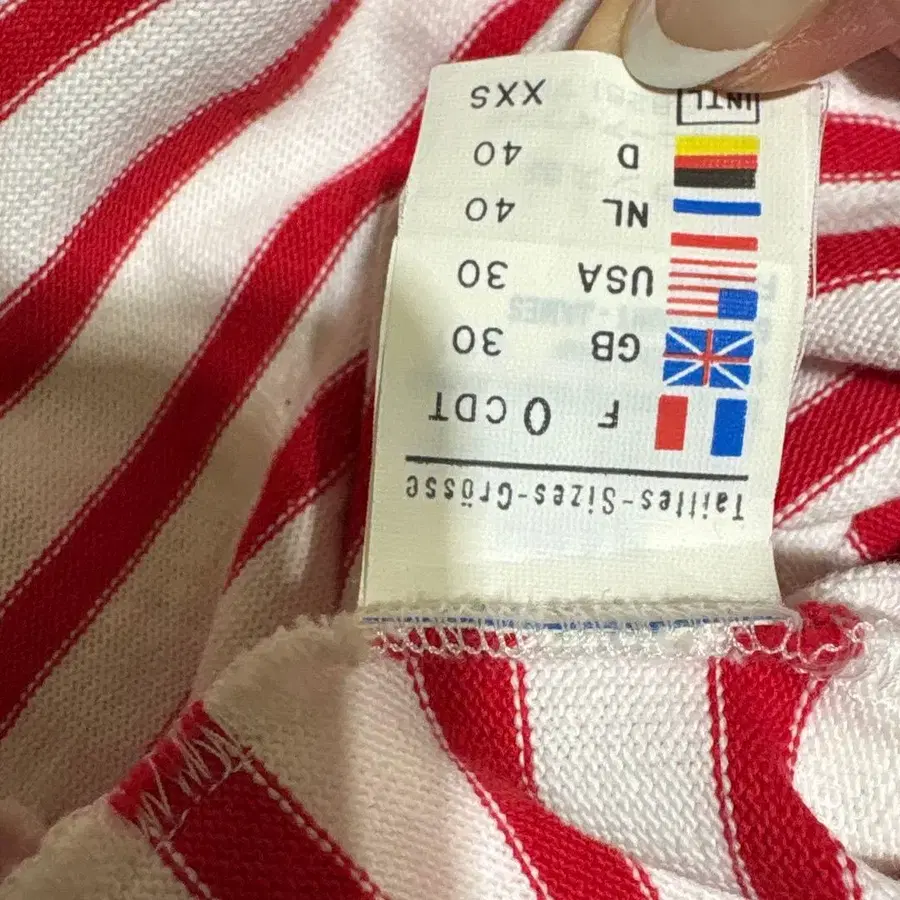 Tailles-Sizes-Grösse
F 0 CDT
GB 30
USA 30
NL 40
D 40
INTL XXS